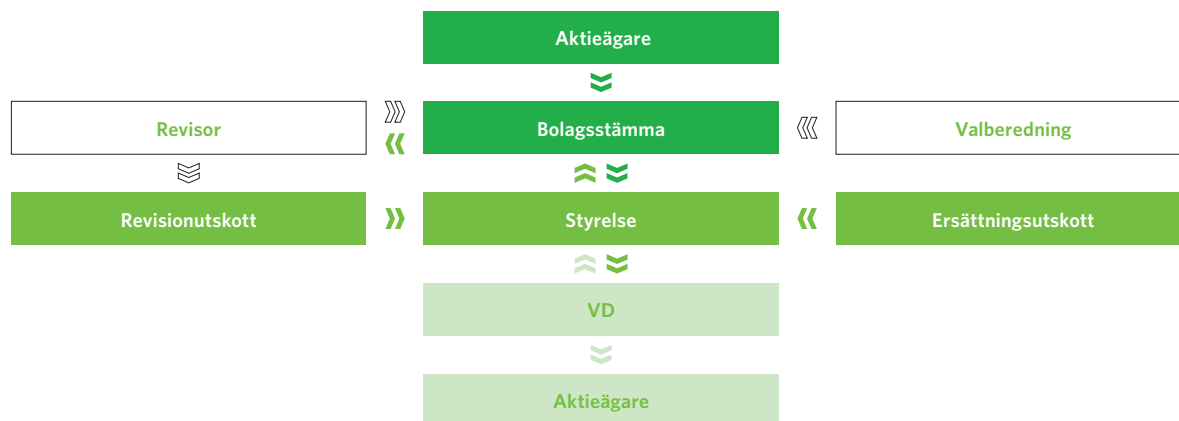 Aktieägare
Revisor
Bolagsstämma
Valberedning
Revisionutskott
Styrelse
Ersättningsutskott
VD
Aktieägare